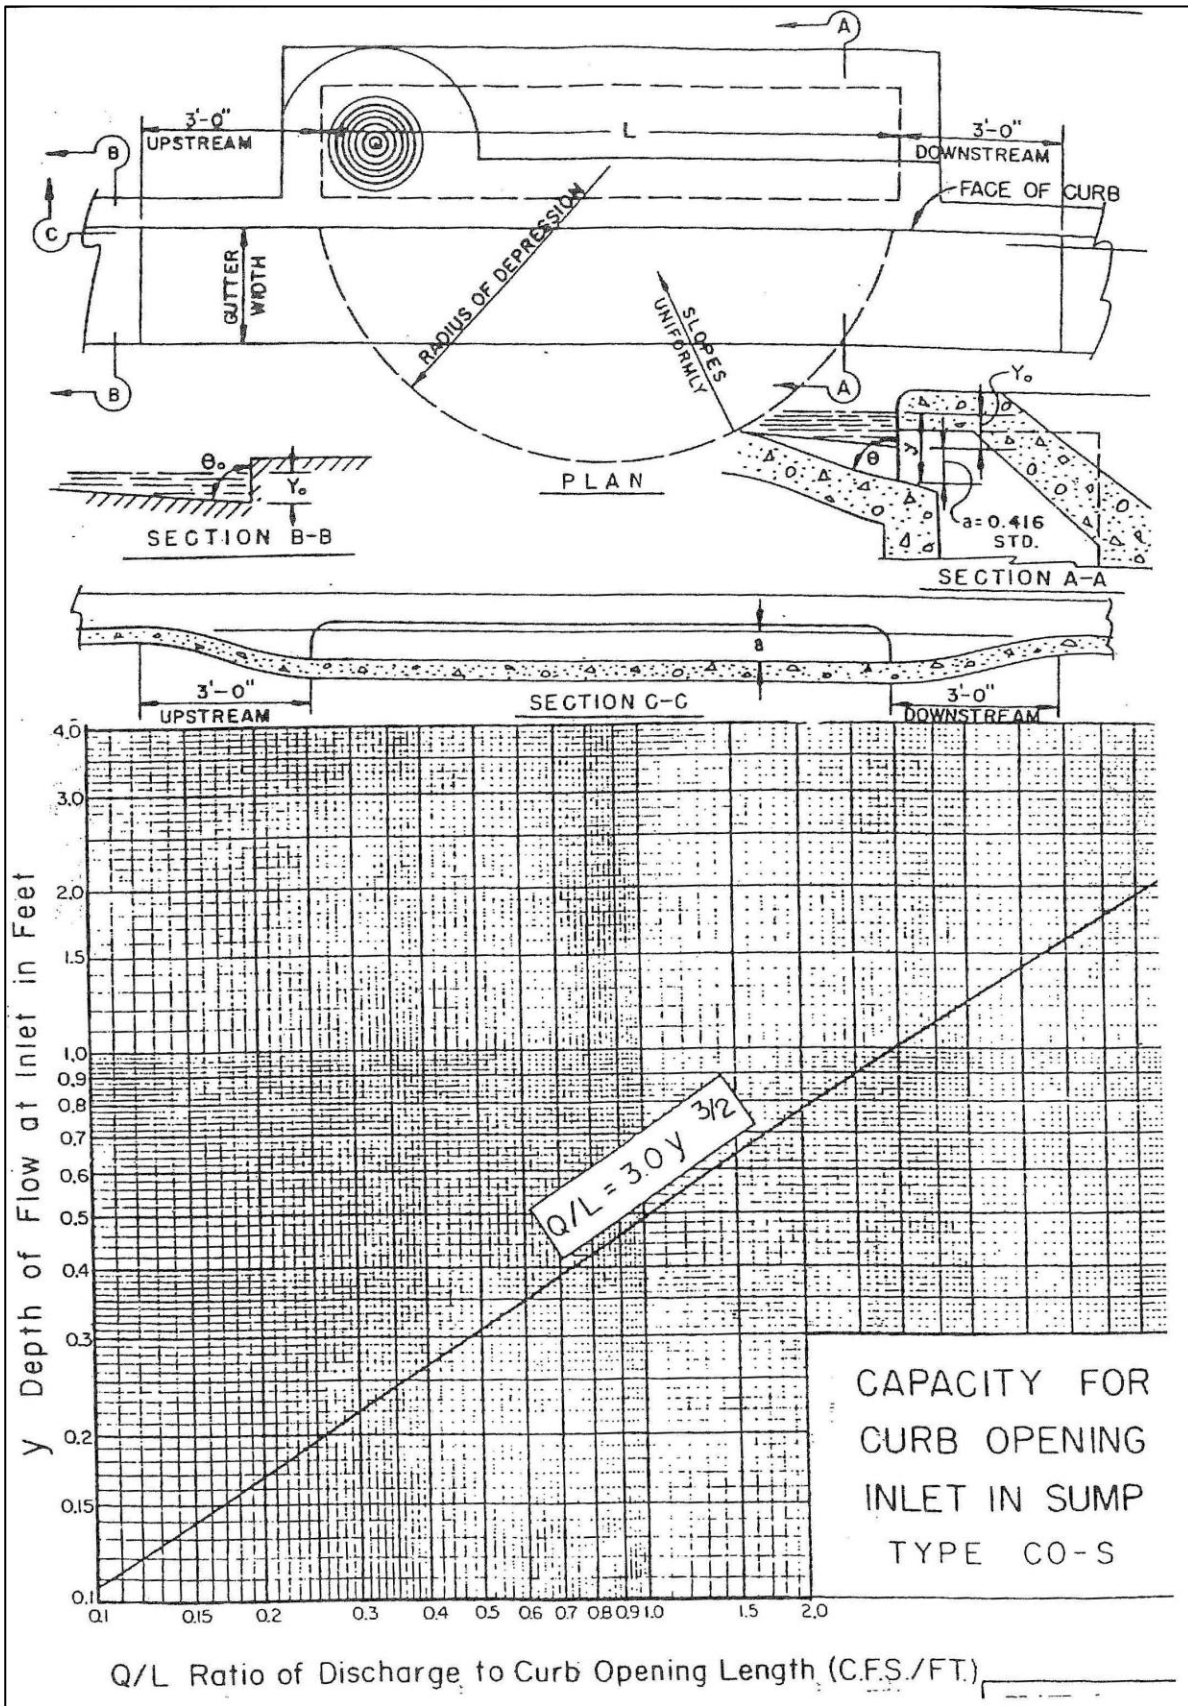 A
3'-0"
UPSTREAM
L
3'-0"
DOWNSTREAM
B
C
FACE OF CURB
GUTTER
WIDTH
RADIUS OF DEPRESSION
SLOPES
UNIFORMLY
B
A
PLAN
θₒ
Yₒ
SECTION B-B
Yₒ
y
θ
a=0.416
STD.
SECTION A-A
a
3'-0"
UPSTREAM
SECTION C-C
3'-0"
DOWNSTREAM
y Depth of Flow at Inlet in Feet
4.0
3.0
2.0
1.5
1.0
0.9
0.8
0.7
0.6
0.5
0.4
0.3
0.2
0.15
0.1
Q/L = 3.0 y 3/2
CAPACITY FOR
CURB OPENING
INLET IN SUMP
TYPE CO-S
0.1 0.15 0.2 0.3 0.4 0.5 0.6 0.7 0.8 0.9 1.0 1.5 2.0
Q/L Ratio of Discharge to Curb Opening Length (C.F.S./FT.)